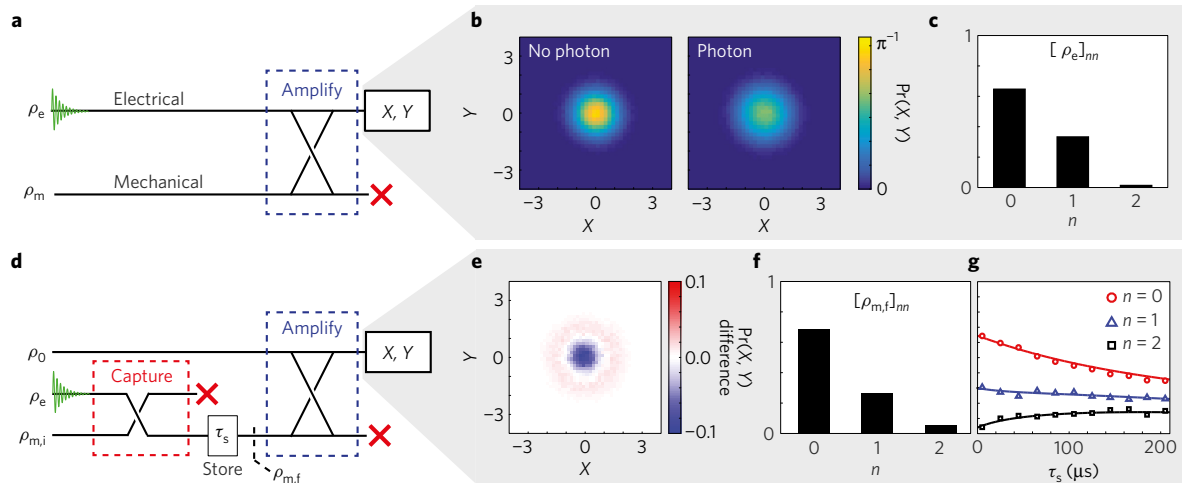 a
ρe
Electrical
Amplify
X, Y
ρm
Mechanical
b
No photon
Photon
3
0
−3
Y
−3 0 3
X
−3 0 3
X
π−1
0
Pr(X, Y)
c
1
0
[ρe]nn
0 1 2
n
d
ρ0
ρe
ρm,i
Capture
τs
Store
ρm,f
Amplify
X, Y
e
3
0
−3
Y
−3 0 3
X
0.10
0.0
−0.10
Pr(X, Y)
difference
f
1
0
[ρm,f]nn
0 1 2
n
g
n = 0
n = 1
n = 2
0 100 200
τs (μs)